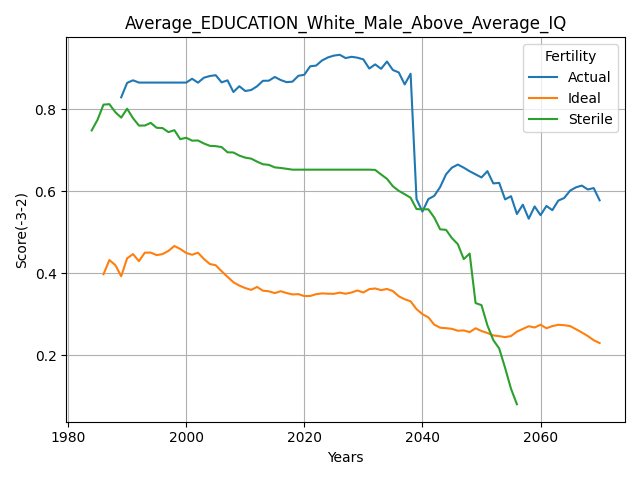 Average_EDUCATION_White_Male_Above_Average_IQ
Fertility
Actual
Ideal
Sterile
Score(-3-2)
0.8
0.6
0.4
0.2
1980
2000
2020
2040
2060
Years